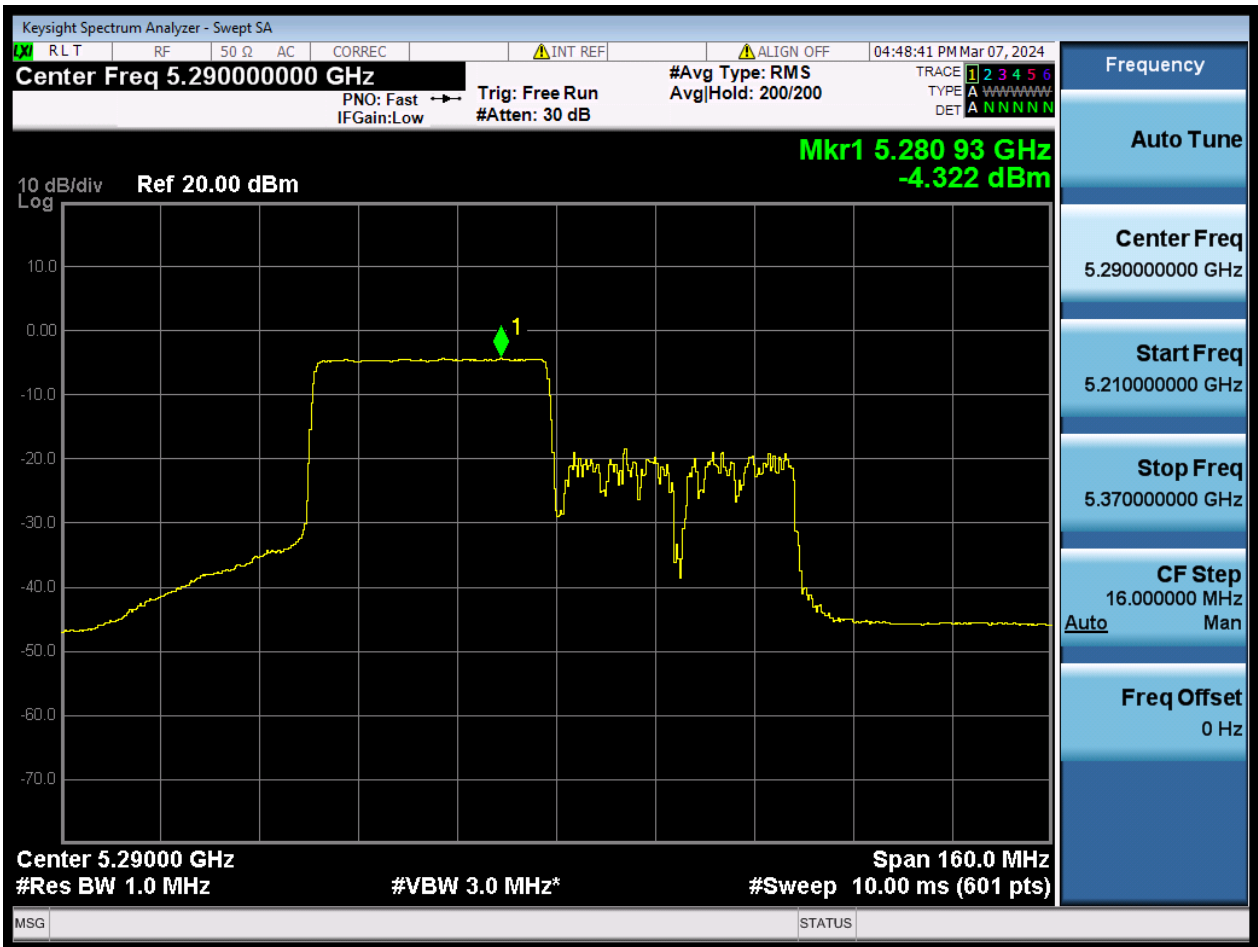 Keysight Spectrum Analyzer - Swept SA
LXI RLT RF 50 Ω AC CORREC INT REF ALIGN OFF 04:48:41 PM Mar 07, 2024
Center Freq 5.290000000 GHz
PNO: Fast
IFGain:Low
Trig: Free Run
#Atten: 30 dB
#Avg Type: RMS
Avg|Hold: 200/200
TRACE 1 2 3 4 5 6
TYPE A WWWWW
DET A N N N N N
Mkr1 5.280 93 GHz
-4.322 dBm
10 dB/div Ref 20.00 dBm
Log
10.0
0.00
-10.0
-20.0
-30.0
-40.0
-50.0
-60.0
-70.0
1
Center 5.29000 GHz Span 160.0 MHz
#Res BW 1.0 MHz #VBW 3.0 MHz* #Sweep 10.00 ms (601 pts)
MSG STATUS
Frequency
Auto Tune
Center Freq
5.290000000 GHz
Start Freq
5.210000000 GHz
Stop Freq
5.370000000 GHz
CF Step
16.000000 MHz
Auto Man
Freq Offset
0 Hz